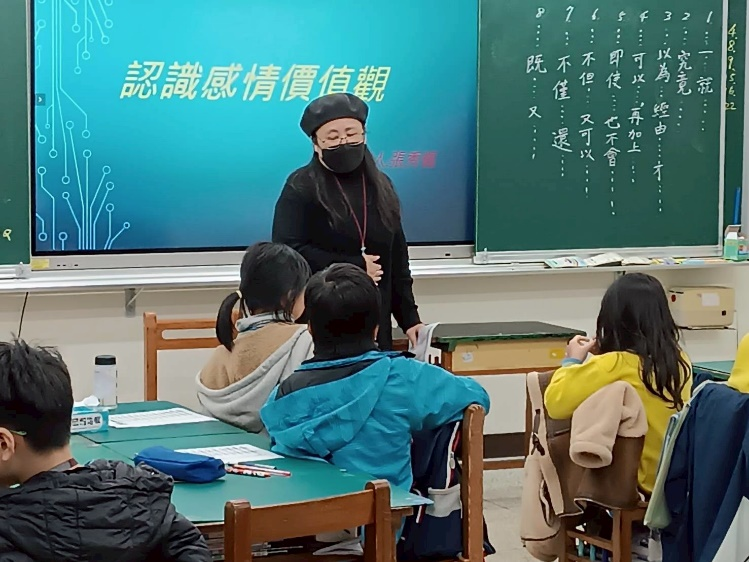 認識感情價值觀
1…一…就…
2…究竟…
3…以為…經由…才…
4…可以…再加上…
5…即使…也不會…
6…不但…又可以…
7…不僅…還…
8…既…又…